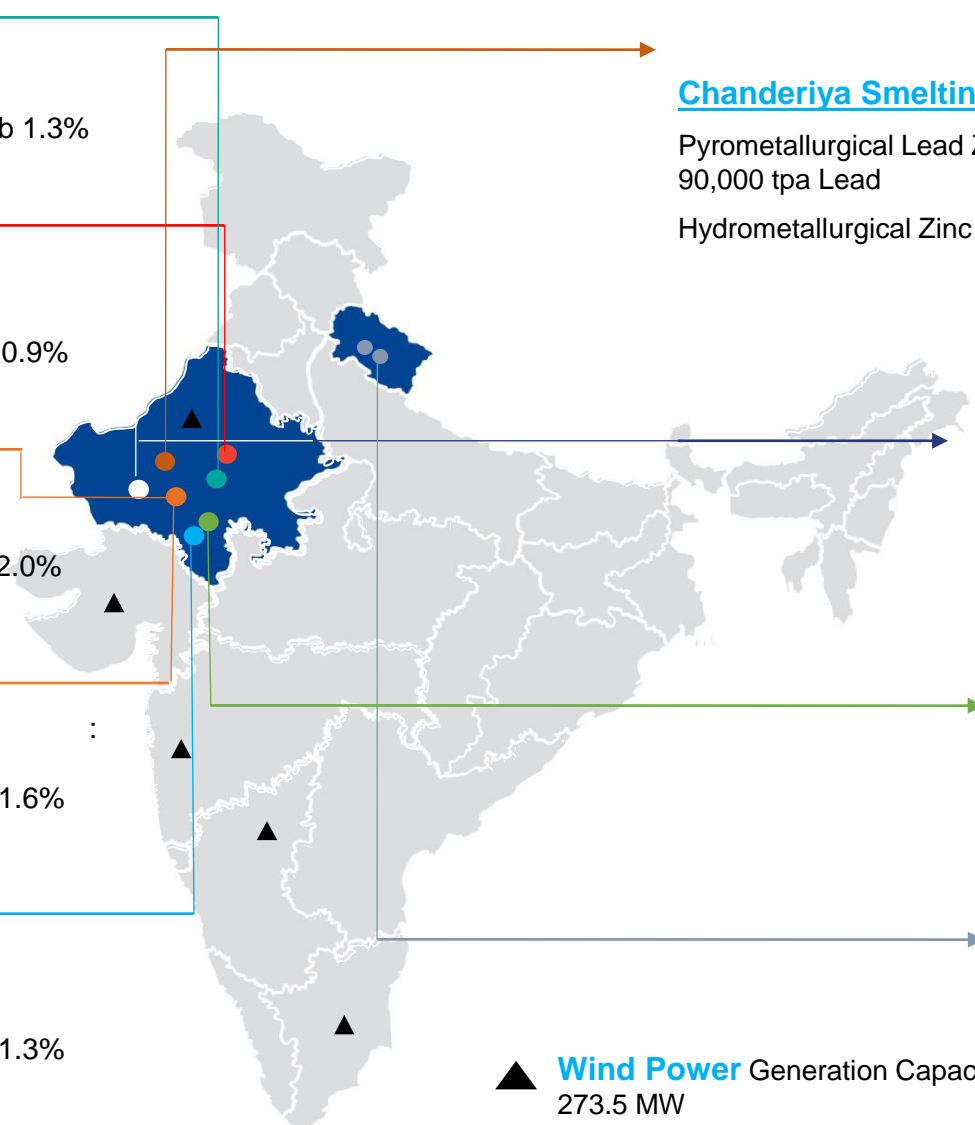 b 1.3%
Chanderiya Smeltin
Pyrometallurgical Lead
90,000 tpa Lead
Hydrometallurgical Zinc
0.9%
2.0%
:
1.6%
1.3%
Wind Power Generation Capac
273.5 MW